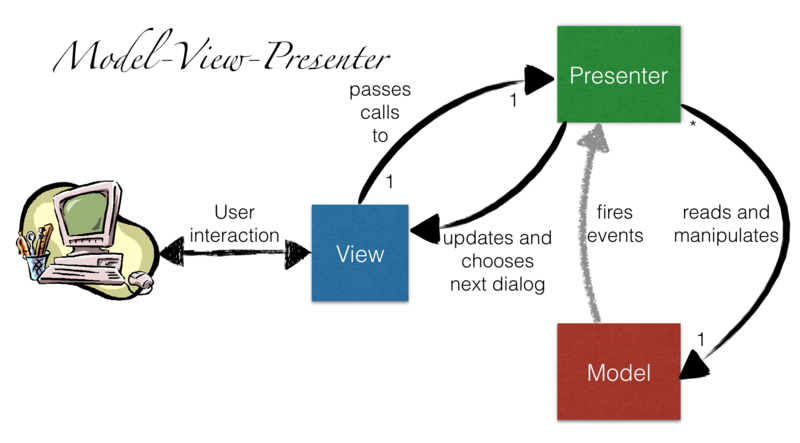 Model-View-Presenter
Presenter
passes
calls
to
1
1
*
User
interaction
View
updates and
chooses
next dialog
fires
events
reads and
manipulates
1
Model